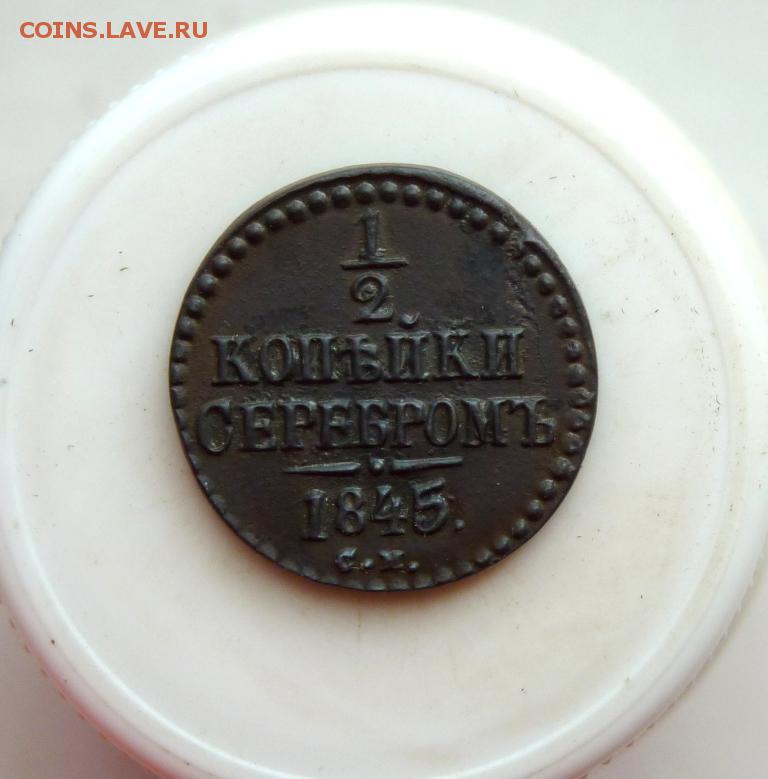 COINS.LAVE.RU
1
2
КОПѢЙКИ
СЕРЕБРОМЪ
1845.
С.М.